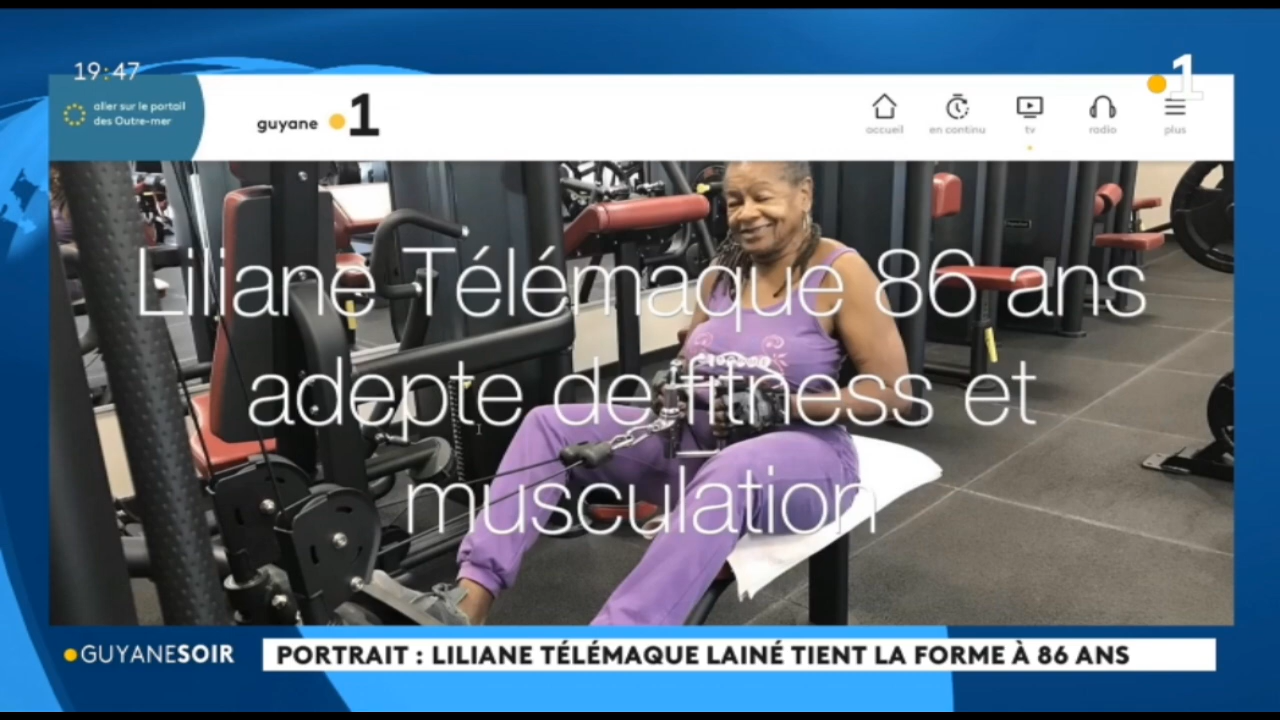 19:47
1
aller sur le portail
des Outre-mer
guyane 1
accueil
en continu
tv
radio
plus
Liliane Télémaque 86 ans
adepte de fitness et
musculation
GUYANESOIR
PORTRAIT : LILIANE TÉLÉMAQUE LAINÉ TIENT LA FORME À 86 ANS